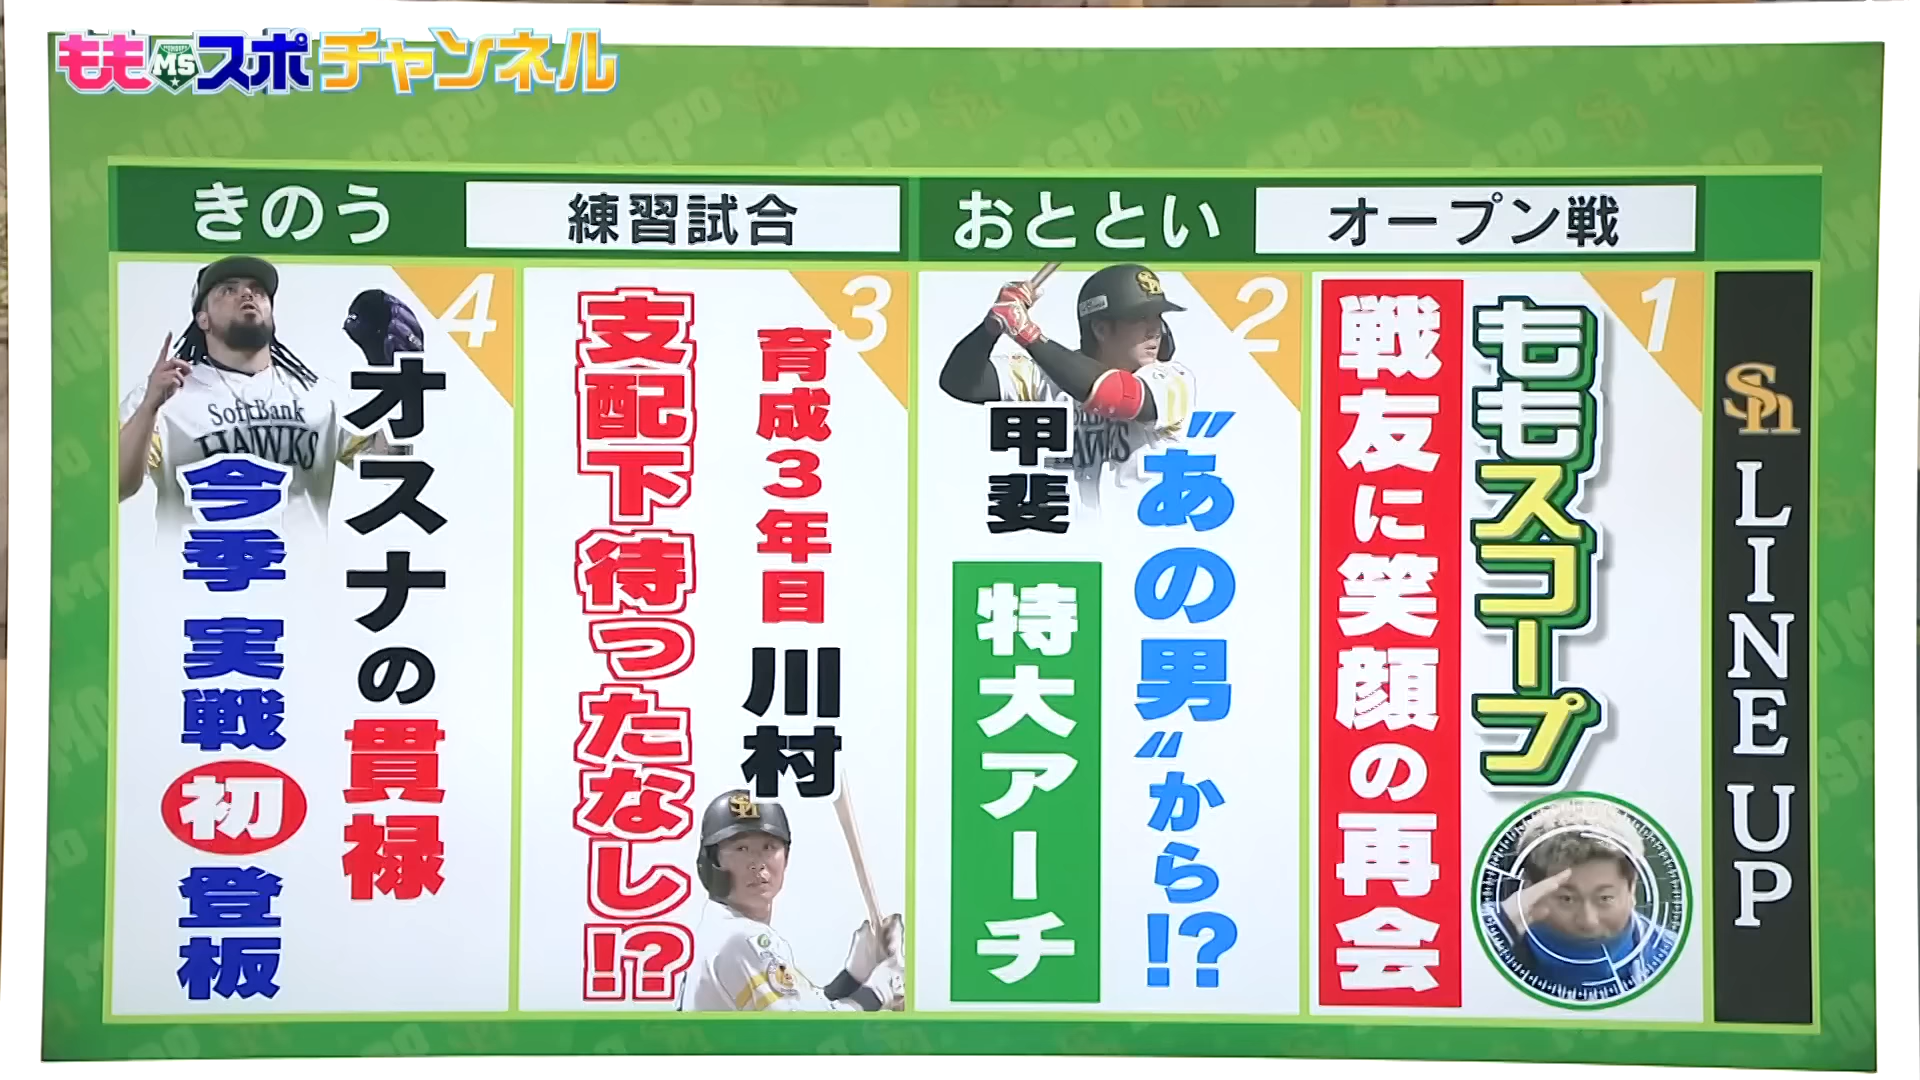 ももスポチャンネル
MS
LINE UP
おととい
オープン戦
1
ももスコープ
戦友に笑顔の再会
2
〝あの男〟から!?
甲斐
特大アーチ
きのう
練習試合
3
育成3年目
川村
支配下待ったなし!?
4
オスナの貫禄
今季 実戦 初 登板
SoftBank
HAWKS